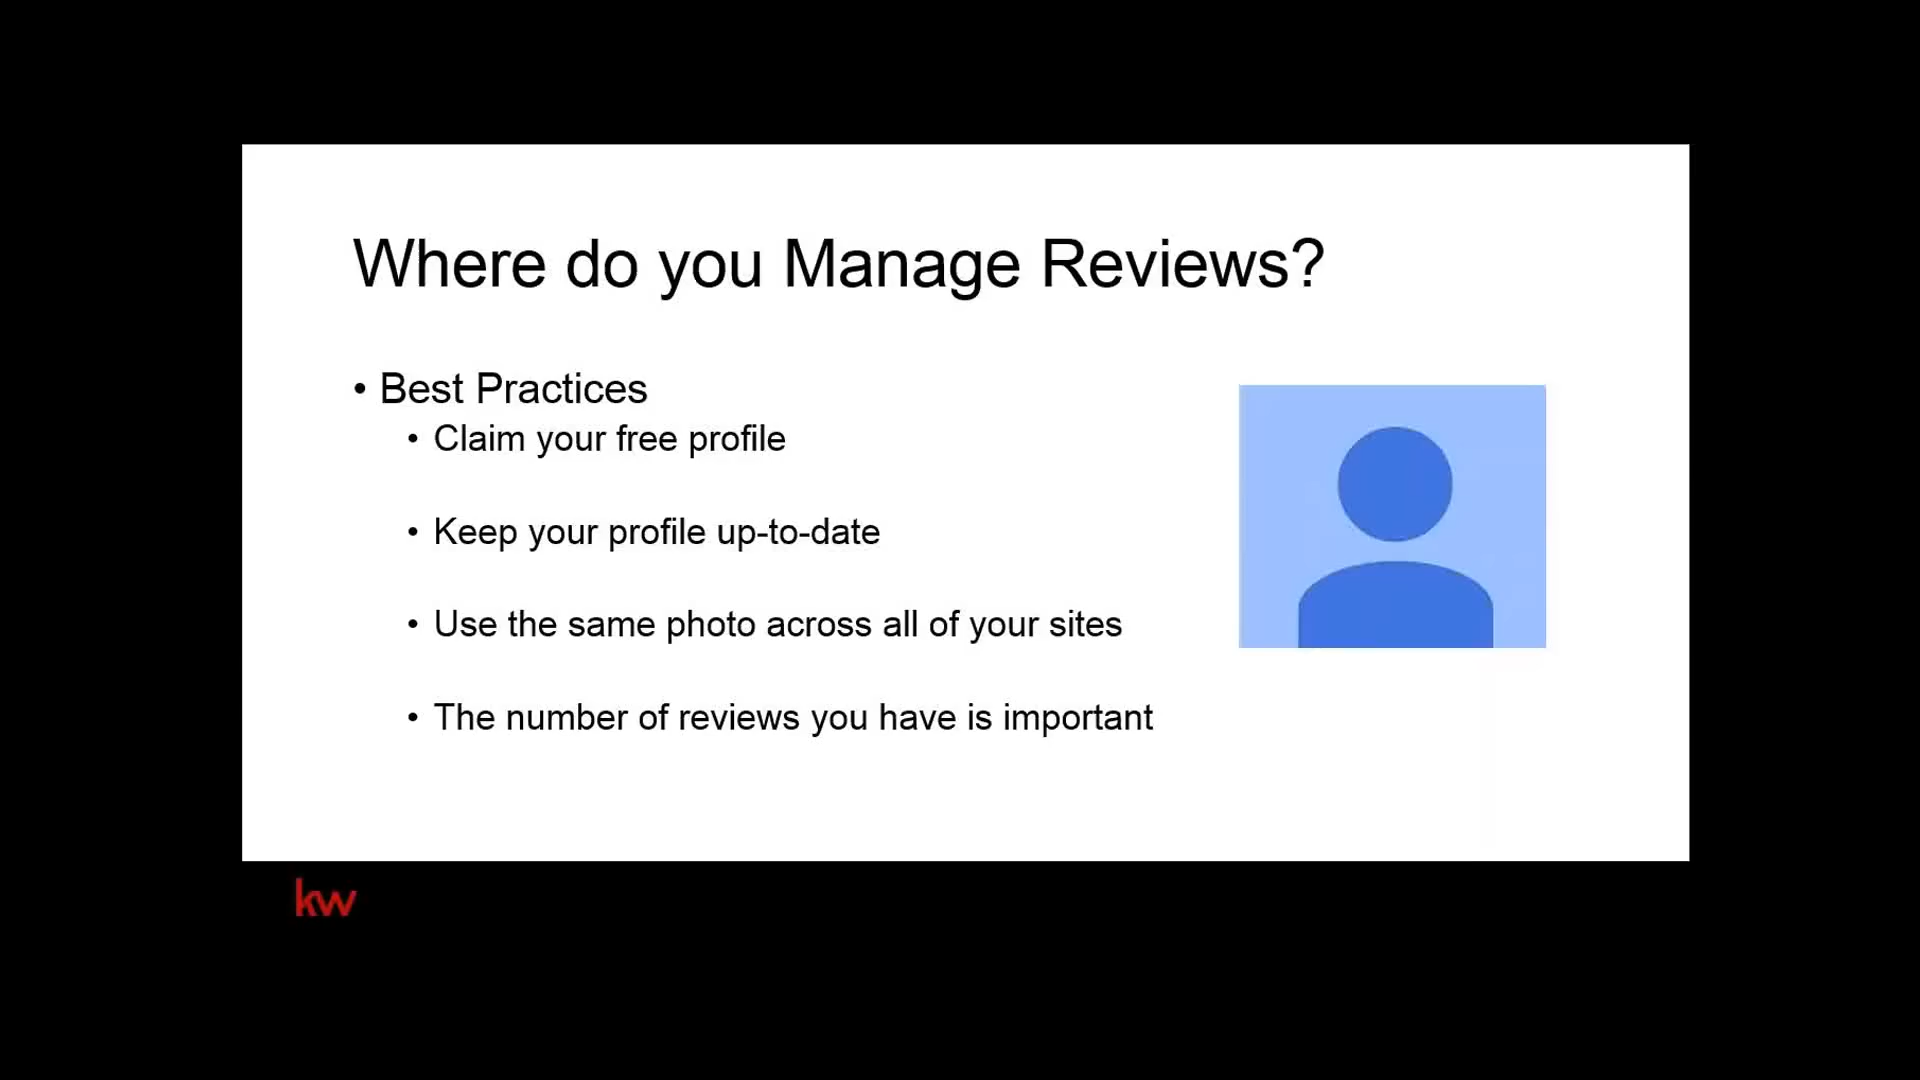 Where do you Manage Reviews?
• Best Practices
• Claim your free profile
• Keep your profile up-to-date
• Use the same photo across all of your sites
• The number of reviews you have is important
kw